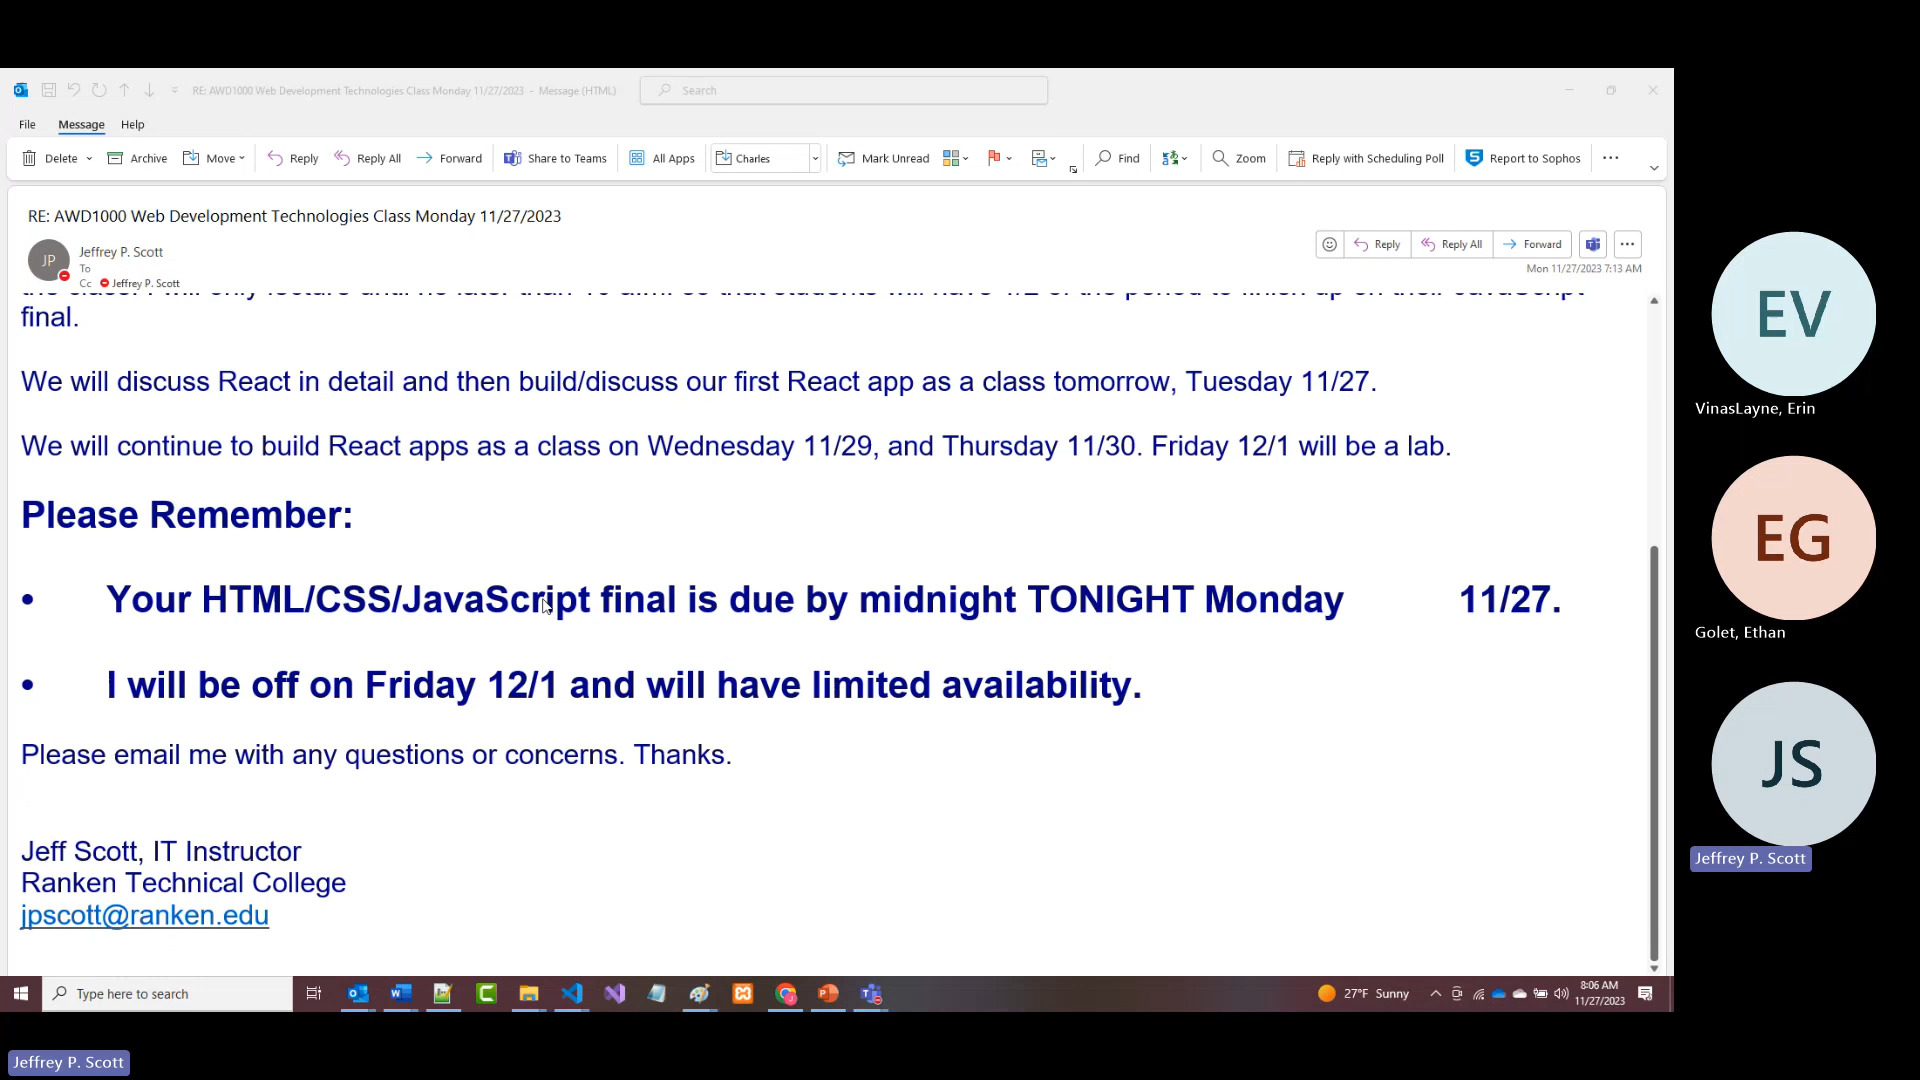 RE: AWD1000 Web Development Technologies Class Monday 11/27/2023 - Message (HTML)
Search
File Message Help
Delete Archive Move Reply Reply All Forward Share to Teams All Apps Charles Mark Unread Find Zoom Reply with Scheduling Poll Report to Sophos
RE: AWD1000 Web Development Technologies Class Monday 11/27/2023
JP
Jeffrey P. Scott
To
Cc Jeffrey P. Scott
Reply Reply All Forward
Mon 11/27/2023 7:13 AM
final.
We will discuss React in detail and then build/discuss our first React app as a class tomorrow, Tuesday 11/27.
We will continue to build React apps as a class on Wednesday 11/29, and Thursday 11/30. Friday 12/1 will be a lab.
Please Remember:
• Your HTML/CSS/JavaScript final is due by midnight TONIGHT Monday 11/27.
• I will be off on Friday 12/1 and will have limited availability.
Please email me with any questions or concerns. Thanks.
Jeff Scott, IT Instructor
Ranken Technical College
jpscott@ranken.edu
Type here to search
27°F Sunny
8:06 AM
11/27/2023
EV
VinasLayne, Erin
EG
Golet, Ethan
JS
Jeffrey P. Scott
Jeffrey P. Scott